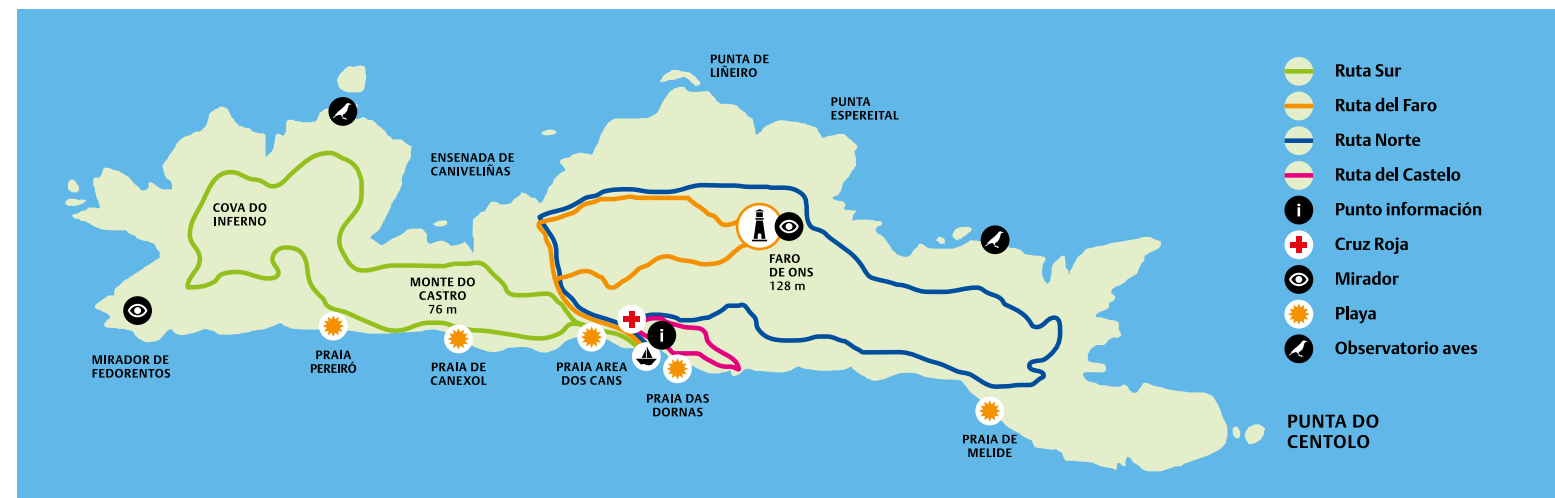 PUNTA DE
LIÑEIRO
PUNTA
ESPEREITAL
ENSENADA DE
CANIVELIÑAS
COVA DO
INFERNO
MONTE DO
CASTRO
76 m
FARO
DE ONS
128 m
MIRADOR DE
FEDORENTOS
PRAIA
PEREIRÓ
PRAIA DE
CANEXOL
PRAIA AREA
DOS CANS
PRAIA DAS
DORNAS
PRAIA DE
MELIDE
i
Ruta Sur
Ruta del Faro
Ruta Norte
Ruta del Castelo
i Punto información
Cruz Roja
Mirador
Playa
Observatorio aves
PUNTA DO
CENTOLO